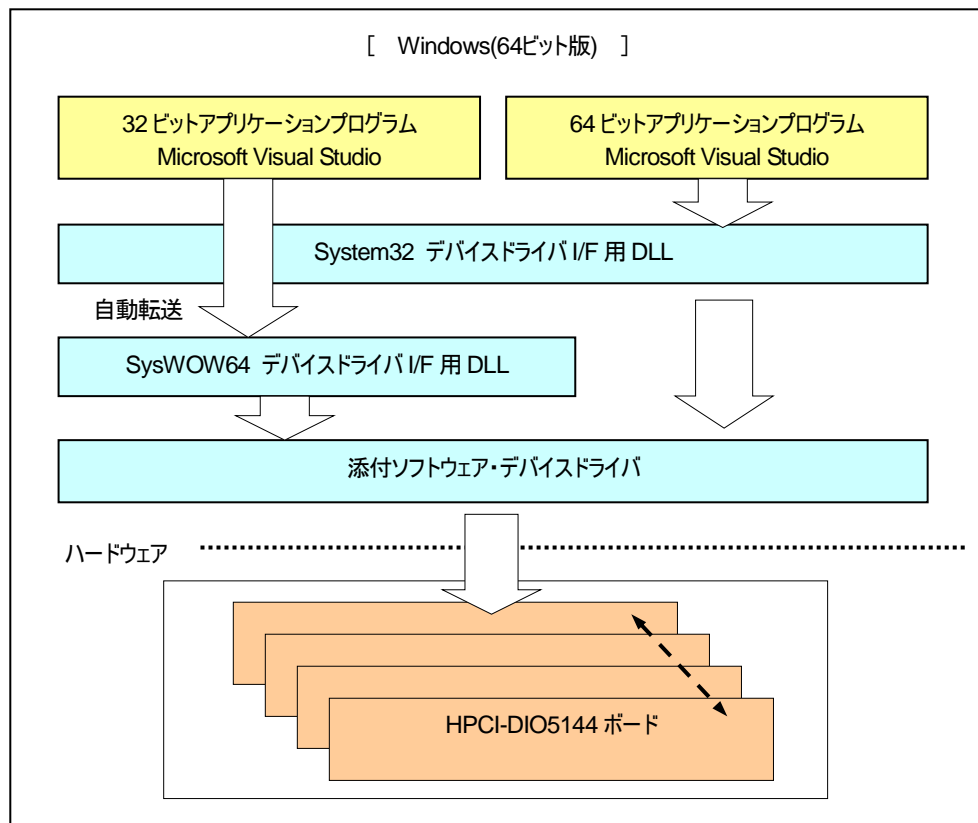 [ Windows(64ビット版) ]
32 ビットアプリケーションプログラム
Microsoft Visual Studio
64 ビットアプリケーションプログラム
Microsoft Visual Studio
System32 デバイスドライバ I/F 用 DLL
自動転送
SysWOW64 デバイスドライバ I/F 用 DLL
添付ソフトウェア・デバイスドライバ
ハードウェア
HPCI-DIO5144 ボード